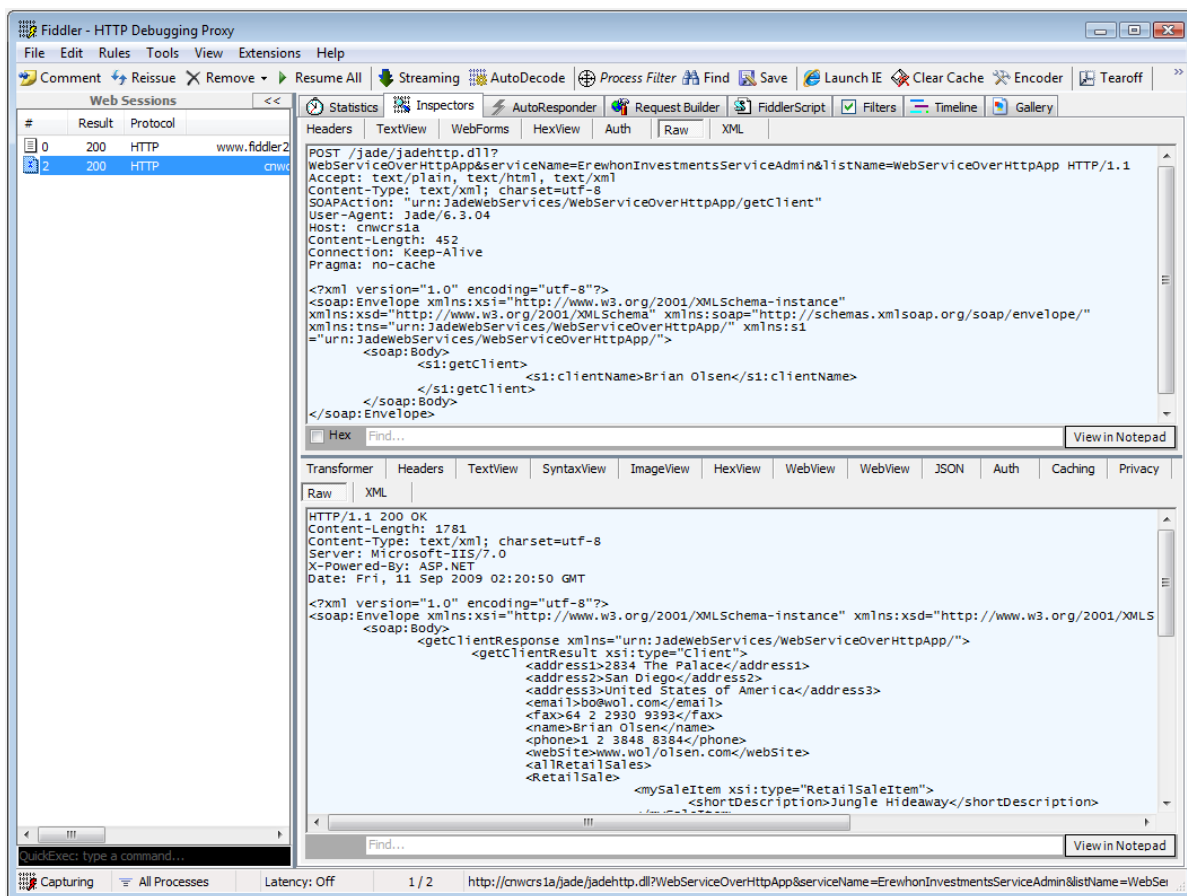 Fiddler - HTTP Debugging Proxy
File Edit Rules Tools View Extensions Help
Comment Reissue Remove Resume All Streaming AutoDecode Process Filter Find Save Launch IE Clear Cache Encoder Tearoff »
Web Sessions <<
# Result Protocol
0 200 HTTP www.fiddler2
2 200 HTTP cnwc
Statistics Inspectors AutoResponder Request Builder FiddlerScript Filters Timeline Gallery
Headers TextView WebForms HexView Auth Raw XML
POST /jade/jadehttp.dll?
WebServiceOverHttpApp&serviceName=ErewhonInvestmentsServiceAdmin&listName=WebServiceOverHttpApp HTTP/1.1
Accept: text/plain, text/html, text/xml
Content-Type: text/xml; charset=utf-8
SOAPAction: "urn:JadeWebServices/WebServiceOverHttpApp/getClient"
User-Agent: Jade/6.3.04
Host: cnwcrs1a
Content-Length: 452
Connection: Keep-Alive
Pragma: no-cache
<?xml version="1.0" encoding="utf-8"?>
<soap:Envelope xmlns:xsi="http://www.w3.org/2001/XMLSchema-instance"
xmlns:xsd="http://www.w3.org/2001/XMLSchema" xmlns:soap="http://schemas.xmlsoap.org/soap/envelope/"
xmlns:tns="urn:JadeWebServices/WebServiceOverHttpApp/" xmlns:s1
="urn:JadeWebServices/WebServiceOverHttpApp/">
<soap:Body>
<s1:getClient>
<s1:clientName>Brian Olsen</s1:clientName>
</s1:getClient>
</soap:Body>
</soap:Envelope>
Hex Find... View in Notepad
Transformer Headers TextView SyntaxView ImageView HexView WebView WebView JSON Auth Caching Privacy
Raw XML
HTTP/1.1 200 OK
Content-Length: 1781
Content-Type: text/xml; charset=utf-8
Server: Microsoft-IIS/7.0
X-Powered-By: ASP.NET
Date: Fri, 11 Sep 2009 02:20:50 GMT
<?xml version="1.0" encoding="utf-8"?>
<soap:Envelope xmlns:xsi="http://www.w3.org/2001/XMLSchema-instance" xmlns:xsd="http://www.w3.org/2001/XMLS
<soap:Body>
<getClientResponse xmlns="urn:JadeWebServices/WebServiceOverHttpApp/">
<getClientResult xsi:type="Client">
<address1>2834 The Palace</address1>
<address2>San Diego</address2>
<address3>United States of America</address3>
<email>bo@wol.com</email>
<fax>64 2 2930 9393</fax>
<name>Brian Olsen</name>
<phone>1 2 3848 8384</phone>
<webSite>www.wol/olsen.com</webSite>
<allRetailSales>
<RetailSale>
<mySaleItem xsi:type="RetailSaleItem">
<shortDescription>Jungle Hideaway</shortDescription>
Find... View in Notepad
QuickExec: type a command...
Capturing All Processes Latency: Off 1 / 2 http://cnwcrs1a/jade/jadehttp.dll?WebServiceOverHttpApp&serviceName=ErewhonInvestmentsServiceAdmin&listName=WebSe